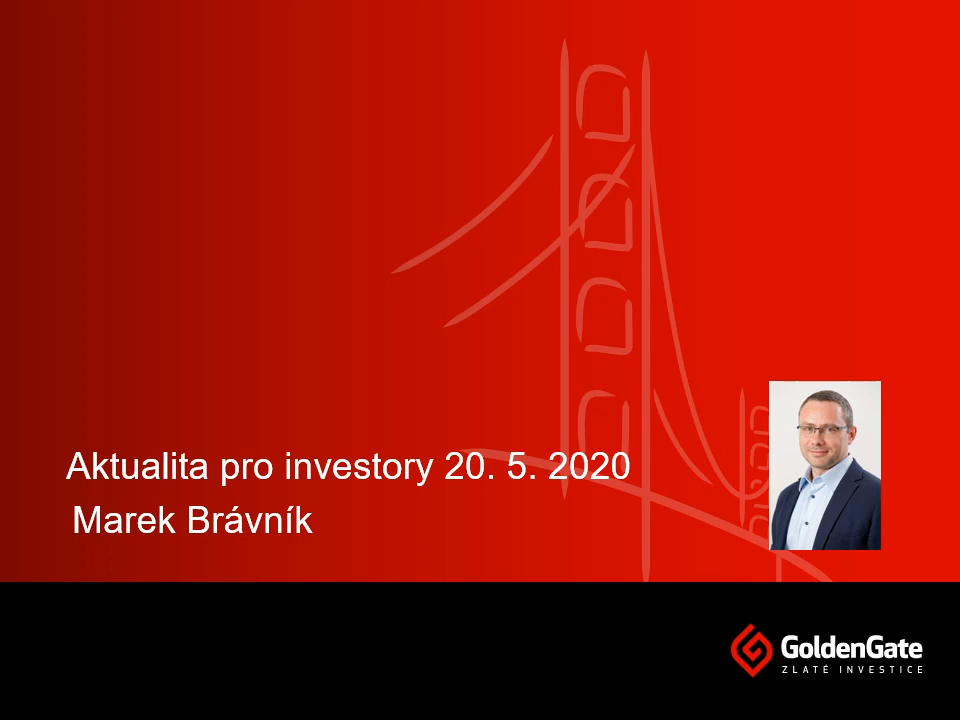 Aktualita pro investory 20. 5. 2020
Marek Brávník
GoldenGate
ZLATÉ INVESTICE